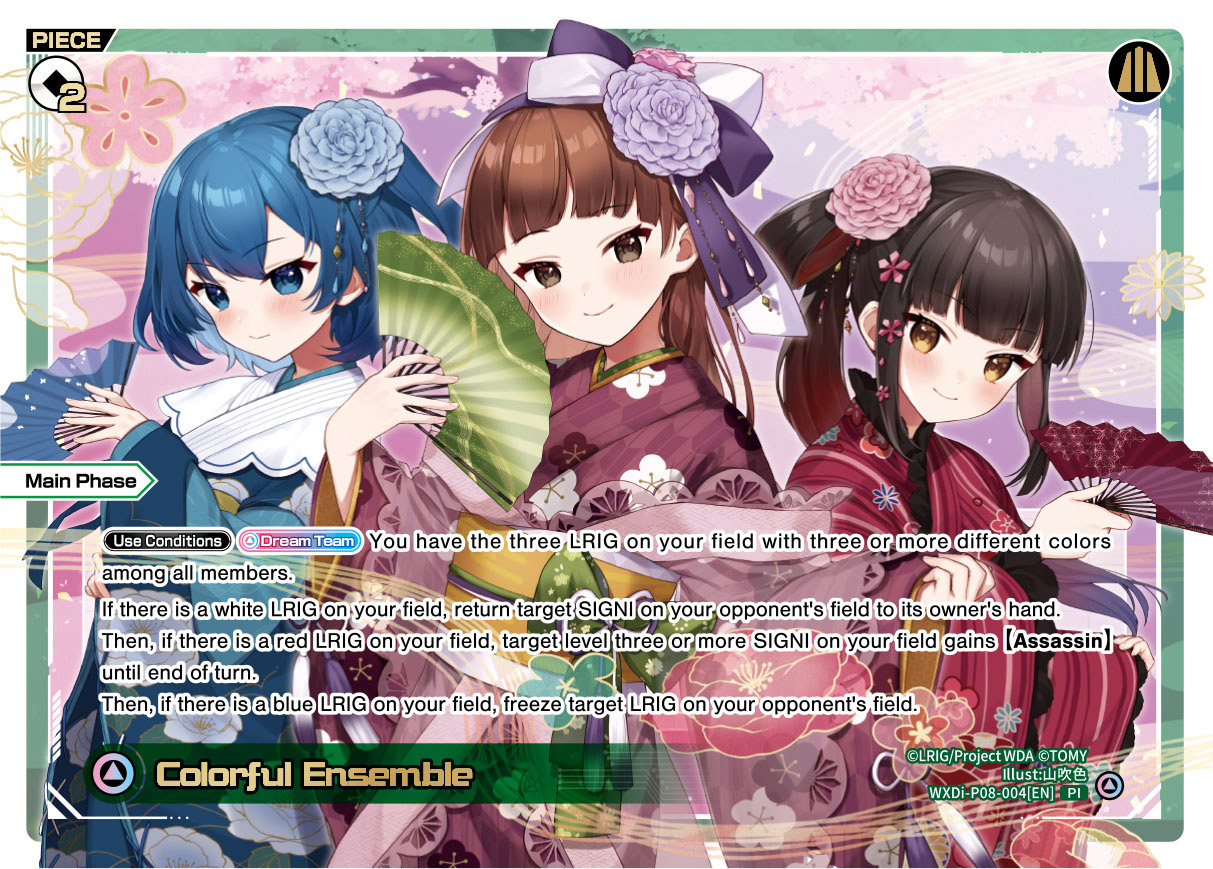 PIECE
2
Main Phase
Use Conditions Dream Team You have the three LRIG on your field with three or more different colors
among all members.
If there is a white LRIG on your field, return target SIGNI on your opponent's field to its owner's hand.
Then, if there is a red LRIG on your field, target level three or more SIGNI on your field gains 【Assassin】
until end of turn.
Then, if there is a blue LRIG on your field, freeze target LRIG on your opponent's field.
Colorful Ensemble
©LRIG/Project WDA ©TOMY
Illust:山吹色
WXDi-P08-004[EN] PI